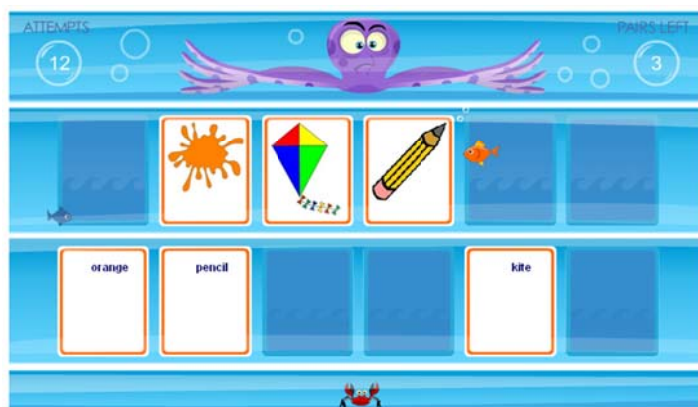 ATTEMPTS
PAIRS LEFT
12
3
orange
pencil
kite